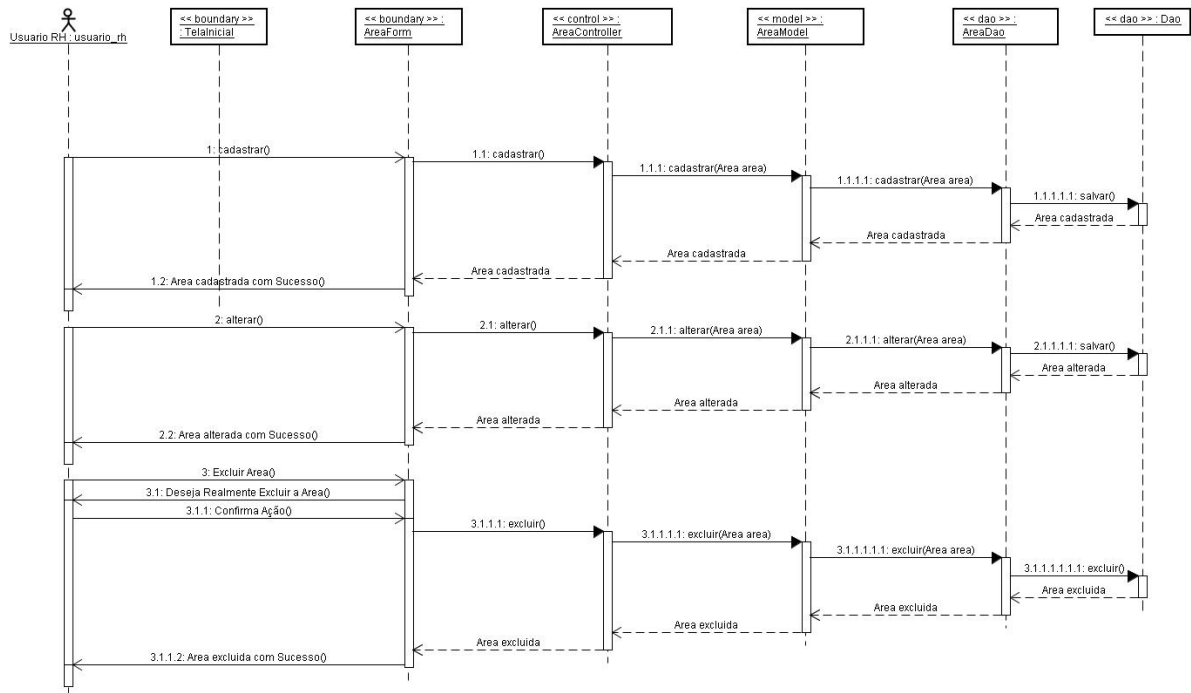 Usuario RH : usuario_rh
<< boundary >>
: TelaInicial
<< boundary >> :
AreaForm
<< control >> :
AreaController
<< model >> :
AreaModel
<< dao >> :
AreaDao
<< dao >> : Dao
1: cadastrar()
1.1: cadastrar()
1.1.1: cadastrar(Area area)
1.1.1.1: cadastrar(Area area)
1.1.1.1.1: salvar()
Area cadastrada
Area cadastrada
Area cadastrada
Area cadastrada
1.2: Area cadastrada com Sucesso()
2: alterar()
2.1: alterar()
2.1.1: alterar(Area area)
2.1.1.1: alterar(Area area)
2.1.1.1.1: salvar()
Area alterada
Area alterada
Area alterada
Area alterada
2.2: Area alterada com Sucesso()
3: Excluir Area()
3.1: Deseja Realmente Excluir a Area()
3.1.1: Confirma Ação()
3.1.1.1: excluir()
3.1.1.1.1: excluir(Area area)
3.1.1.1.1.1: excluir(Area area)
3.1.1.1.1.1.1: excluir()
Area excluida
Area excluida
Area excluida
Area excluida
3.1.1.2: Area excluida com Sucesso()